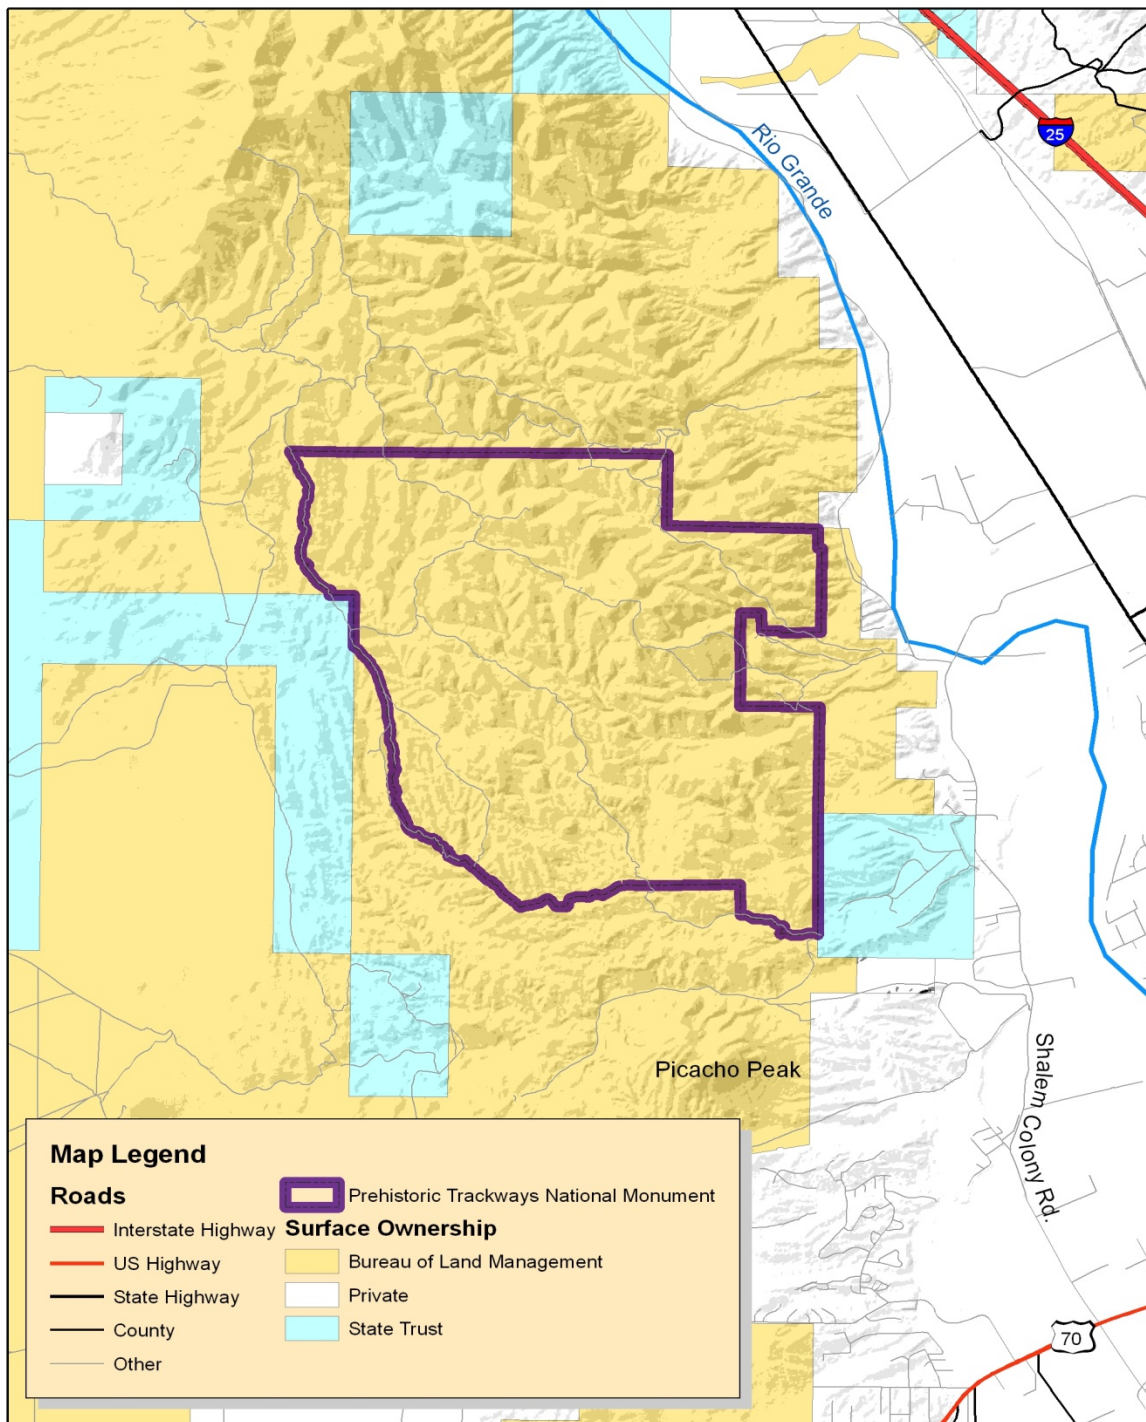 25
Rio Grande
Picacho Peak
Shalem Colony Rd.
70
Map Legend
Roads
Interstate Highway
US Highway
State Highway
County
Other
Prehistoric Trackways National Monument
Surface Ownership
Bureau of Land Management
Private
State Trust